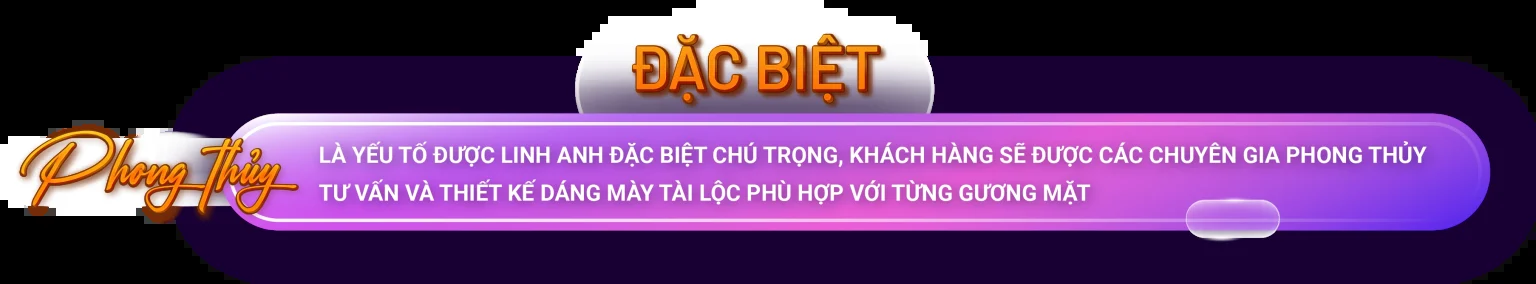 ĐẶC BIỆT
Phong thủy
LÀ YẾU TỐ ĐƯỢC LINH ANH ĐẶC BIỆT CHÚ TRỌNG, KHÁCH HÀNG SẼ ĐƯỢC CÁC CHUYÊN GIA PHONG THỦY
TƯ VẤN VÀ THIẾT KẾ DÁNG MÀY TÀI LỘC PHÙ HỢP VỚI TỪNG GƯƠNG MẶT